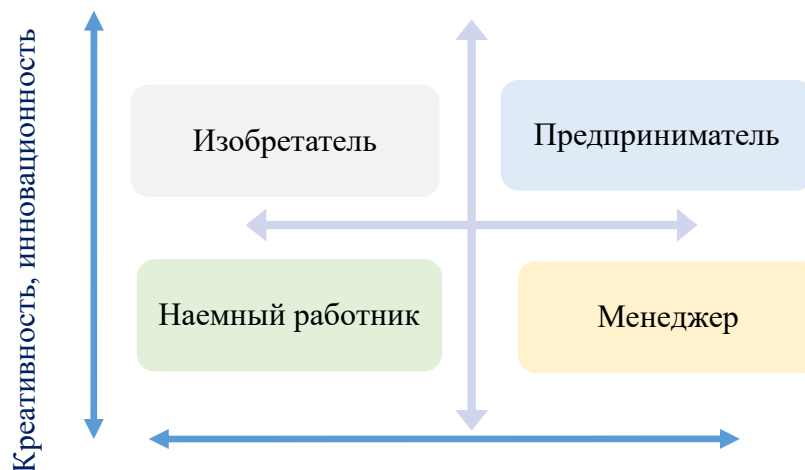 Креативность, инновационность
Изобретатель
Предприниматель
Наемный работник
Менеджер